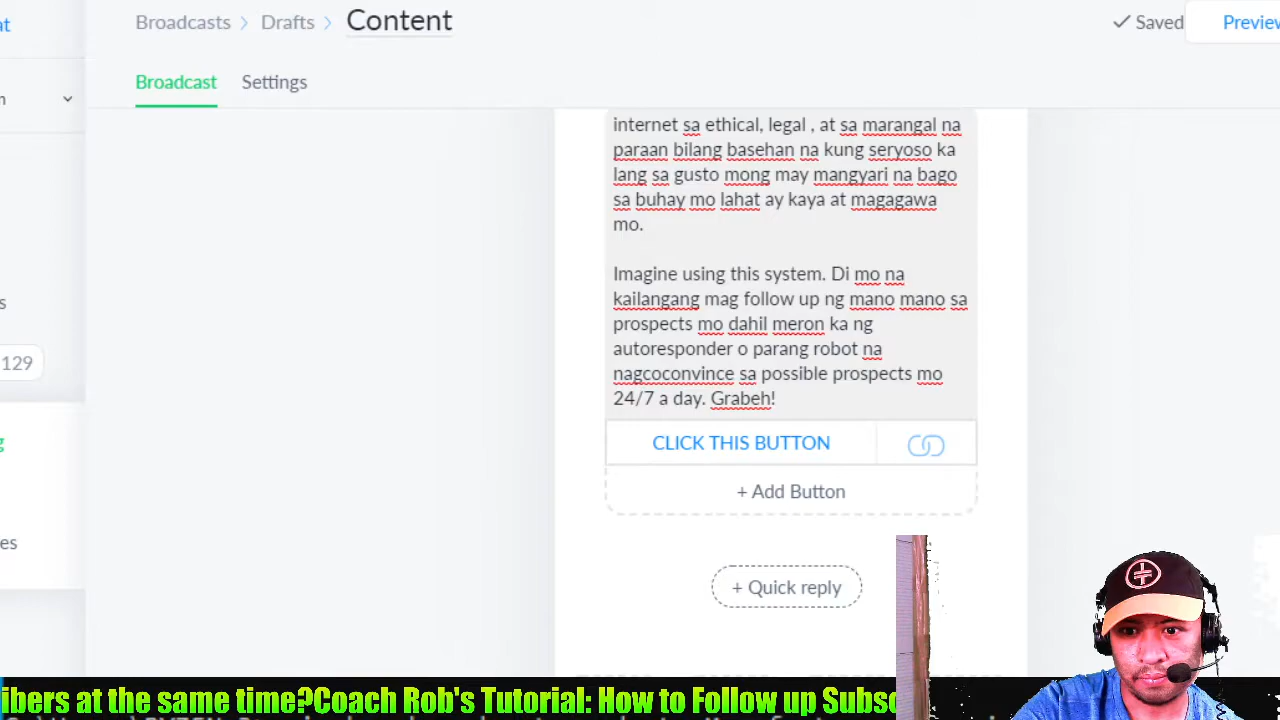 at
Broadcasts > Drafts > Content
Saved
Preview
Broadcast
Settings
n
internet sa ethical, legal , at sa marangal na
paraan bilang basehan na kung seryoso ka
lang sa gusto mong may mangyari na bago
sa buhay mo lahat ay kaya at magagawa
mo.
Imagine using this system. Di mo na
kailangang mag follow up ng mano mano sa
prospects mo dahil meron ka ng
autoresponder o parang robot na
nagcoconvince sa possible prospects mo
24/7 a day. Grabeh!
s
129
g
es
CLICK THIS BUTTON
+ Add Button
+ Quick reply
ibers at the same time?Coach Rob's Tutorial: How to Follow up Subsc